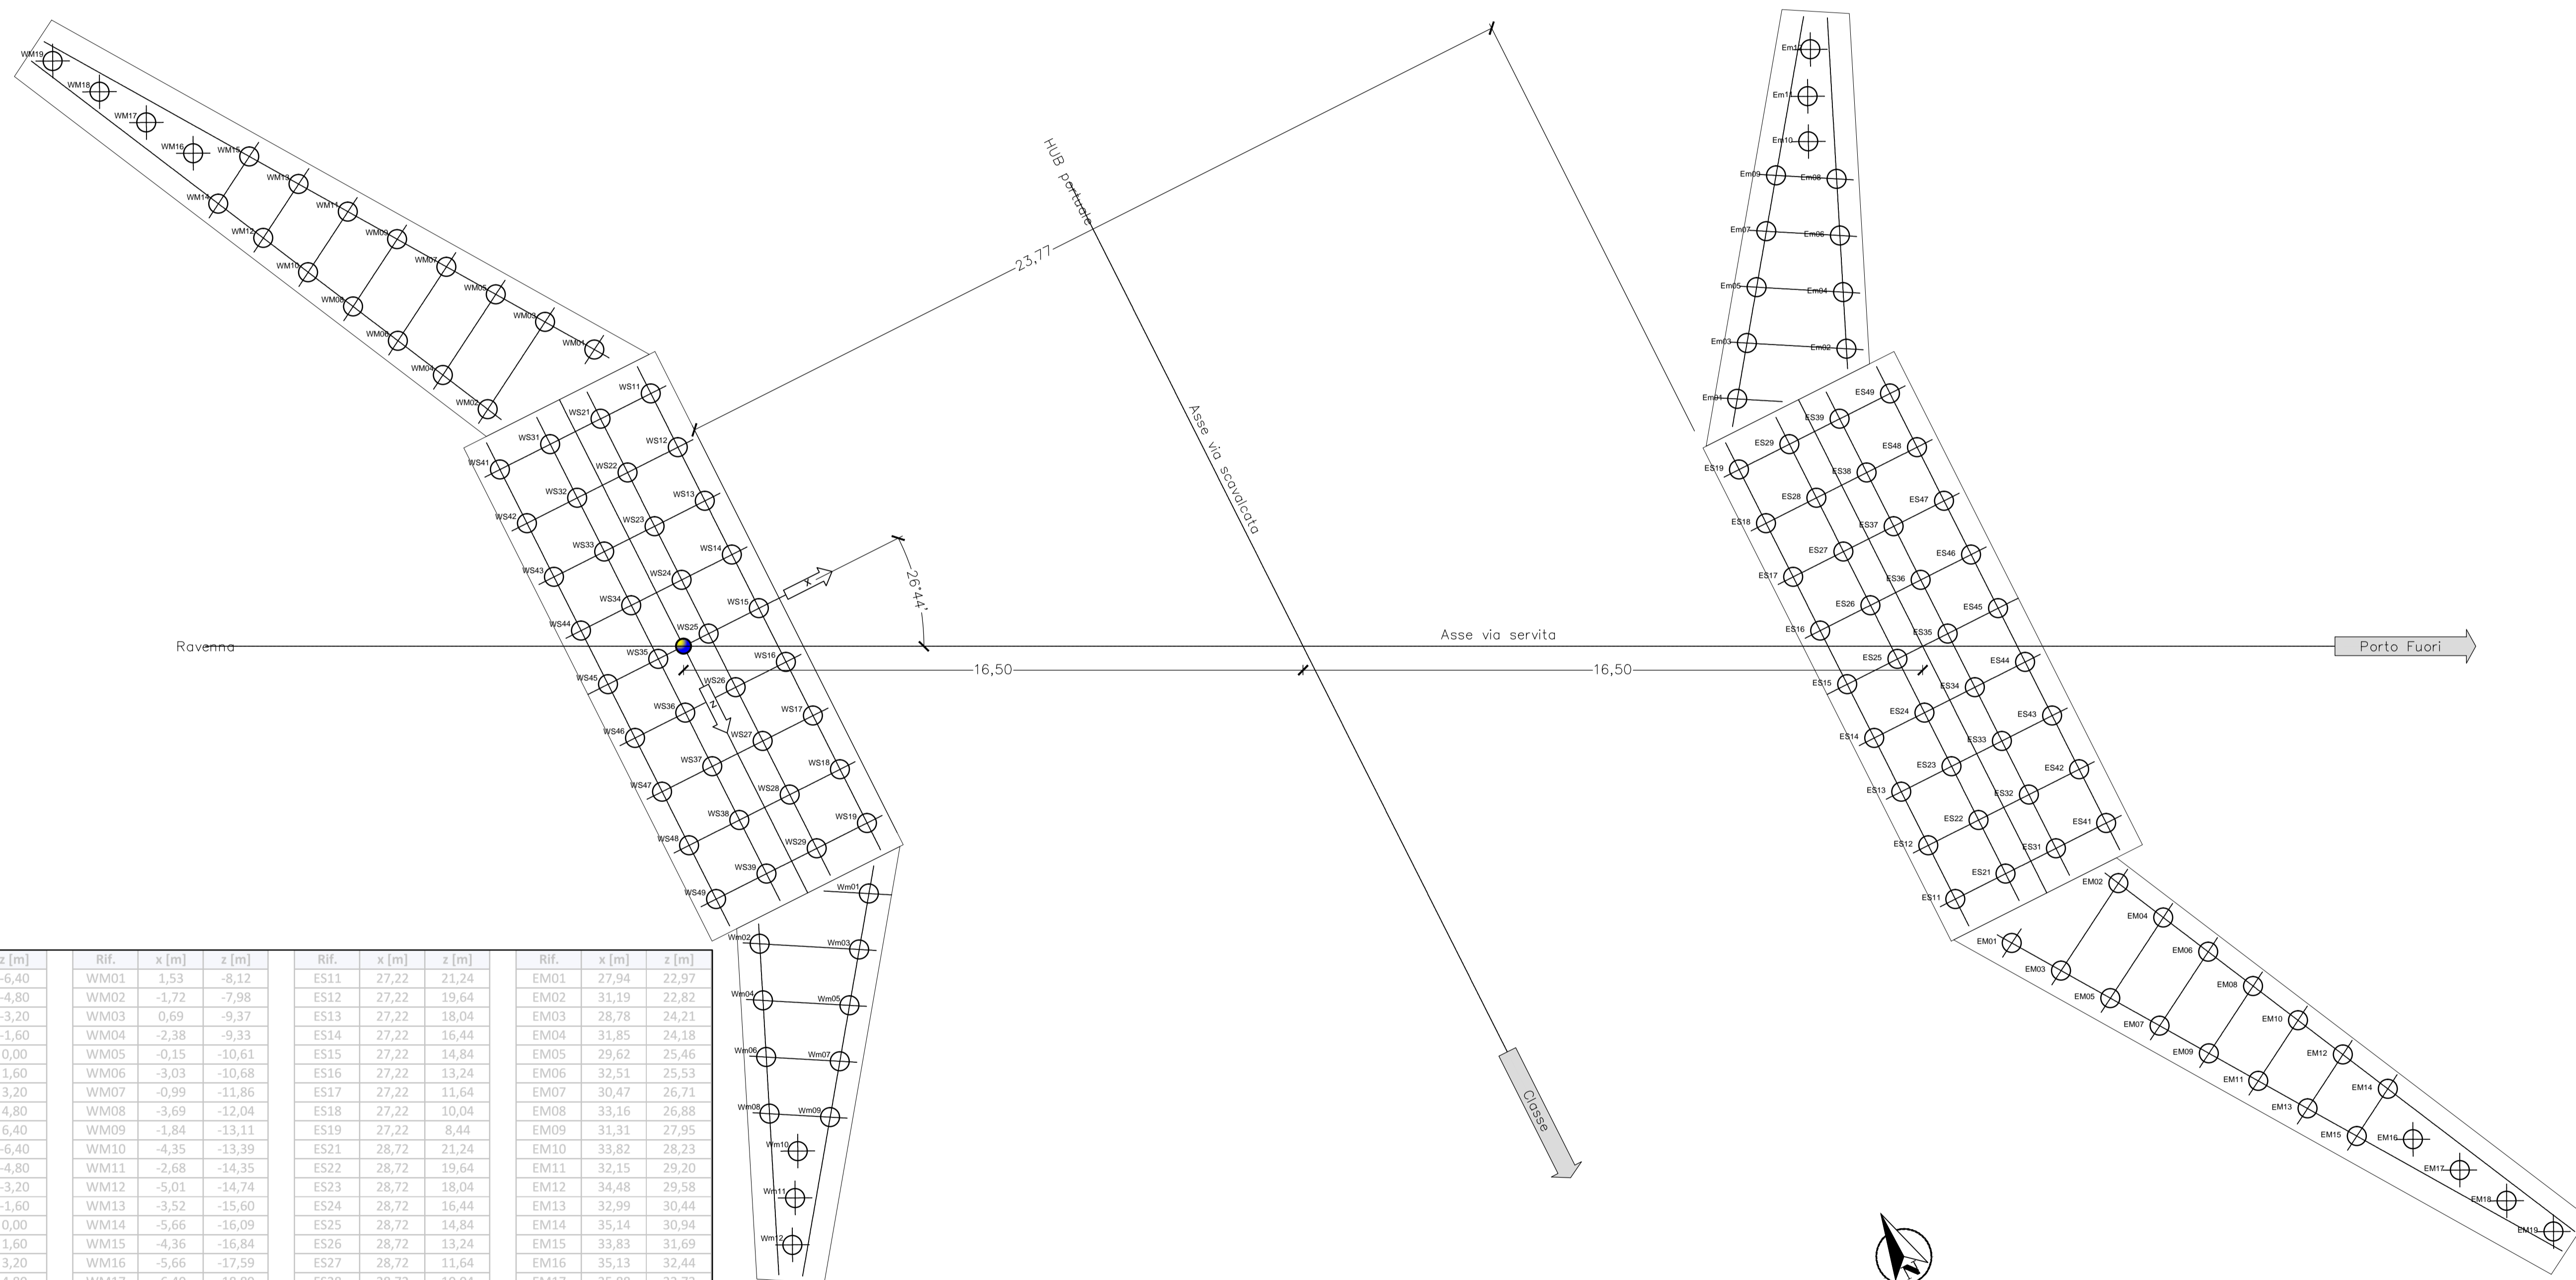 WM19
WM18
WM17
WM16
WM15
WM14
WM13
WM12
WM11
WM10
WM09
WM08
WM07
WM06
WM05
WM04
WM03
WM02
WM01
HUB portuale
23,77
Asse via scavalcata
Em12
Em11
Em10
Em09
Em08
Em07
Em06
Em05
Em04
Em03
Em02
Em01
WS11
WS21
WS31
WS41
WS12
WS22
WS32
WS42
WS13
WS23
WS33
WS43
WS14
WS24
WS34
WS44
WS15
WS25
WS35
WS45
WS16
WS26
WS36
WS46
WS17
WS27
WS37
WS47
WS18
WS28
WS38
WS48
WS19
WS29
WS39
WS49
x
z
26°44'
Ravenna
Asse via servita
Porto Fuori
16,50
16,50
ES49
ES39
ES29
ES19
ES48
ES38
ES28
ES18
ES47
ES37
ES27
ES17
ES46
ES36
ES26
ES16
ES45
ES35
ES25
ES15
ES44
ES34
ES24
ES14
ES43
ES33
ES23
ES13
ES42
ES32
ES22
ES12
ES41
ES31
ES21
ES11
Wm01
Wm02
Wm03
Wm04
Wm05
Wm06
Wm07
Wm08
Wm09
Wm10
Wm11
Wm12
EM02
EM01
EM04
EM03
EM06
EM05
EM08
EM07
EM10
EM09
EM12
EM11
EM14
EM13
EM15
EM16
EM17
EM18
EM19
Classe
N
z [m] Rif. x [m] z [m] Rif. x [m] z [m] Rif. x [m] z [m]
-6,40 WM01 1,53 -8,12 ES11 27,22 21,24 EM01 27,94 22,97
-4,80 WM02 -1,72 -7,98 ES12 27,22 19,64 EM02 31,19 22,82
-3,20 WM03 0,69 -9,37 ES13 27,22 18,04 EM03 28,78 24,21
-1,60 WM04 -2,38 -9,33 ES14 27,22 16,44 EM04 31,85 24,18
0,00 WM05 -0,15 -10,61 ES15 27,22 14,84 EM05 29,62 25,46
1,60 WM06 -3,03 -10,68 ES16 27,22 13,24 EM06 32,51 25,53
3,20 WM07 -0,99 -11,86 ES17 27,22 11,64 EM07 30,47 26,71
4,80 WM08 -3,69 -12,04 ES18 27,22 10,04 EM08 33,16 26,88
6,40 WM09 -1,84 -13,11 ES19 27,22 8,44 EM09 31,31 27,95
-6,40 WM10 -4,35 -13,39 ES21 28,72 21,24 EM10 33,82 28,23
-4,80 WM11 -2,68 -14,35 ES22 28,72 19,64 EM11 32,15 29,20
-3,20 WM12 -5,01 -14,74 ES23 28,72 18,04 EM12 34,48 29,58
-1,60 WM13 -3,52 -15,60 ES24 28,72 16,44 EM13 32,99 30,44
0,00 WM14 -5,66 -16,09 ES25 28,72 14,84 EM14 35,14 30,94
1,60 WM15 -4,36 -16,84 ES26 28,72 13,24 EM15 33,83 31,69
3,20 WM16 -5,66 -17,59 ES27 28,72 11,64 EM16 35,13 32,44